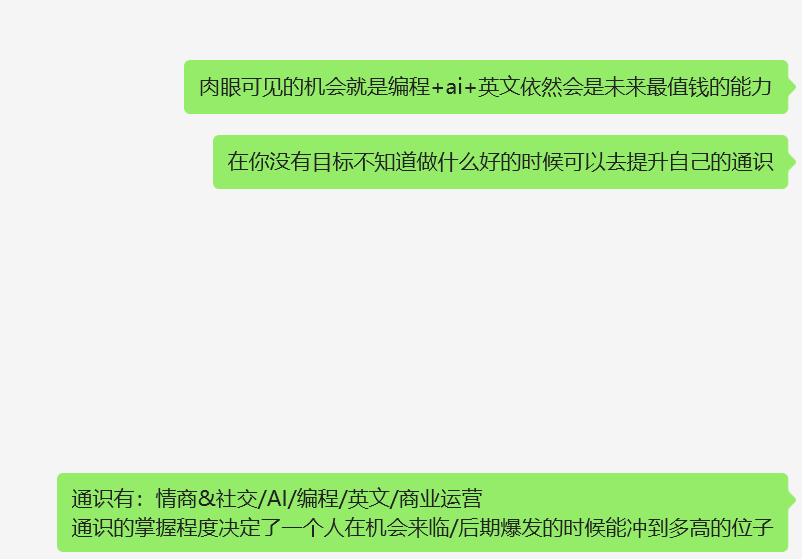 肉眼可见的机会就是编程+ai+英文依然会是未来最值钱的能力
在你没有目标不知道做什么好的时候可以去提升自己的通识
通识有：情商&社交/AI/编程/英文/商业运营
通识的掌握程度决定了一个人在机会来临/后期爆发的时候能冲到多高的位子